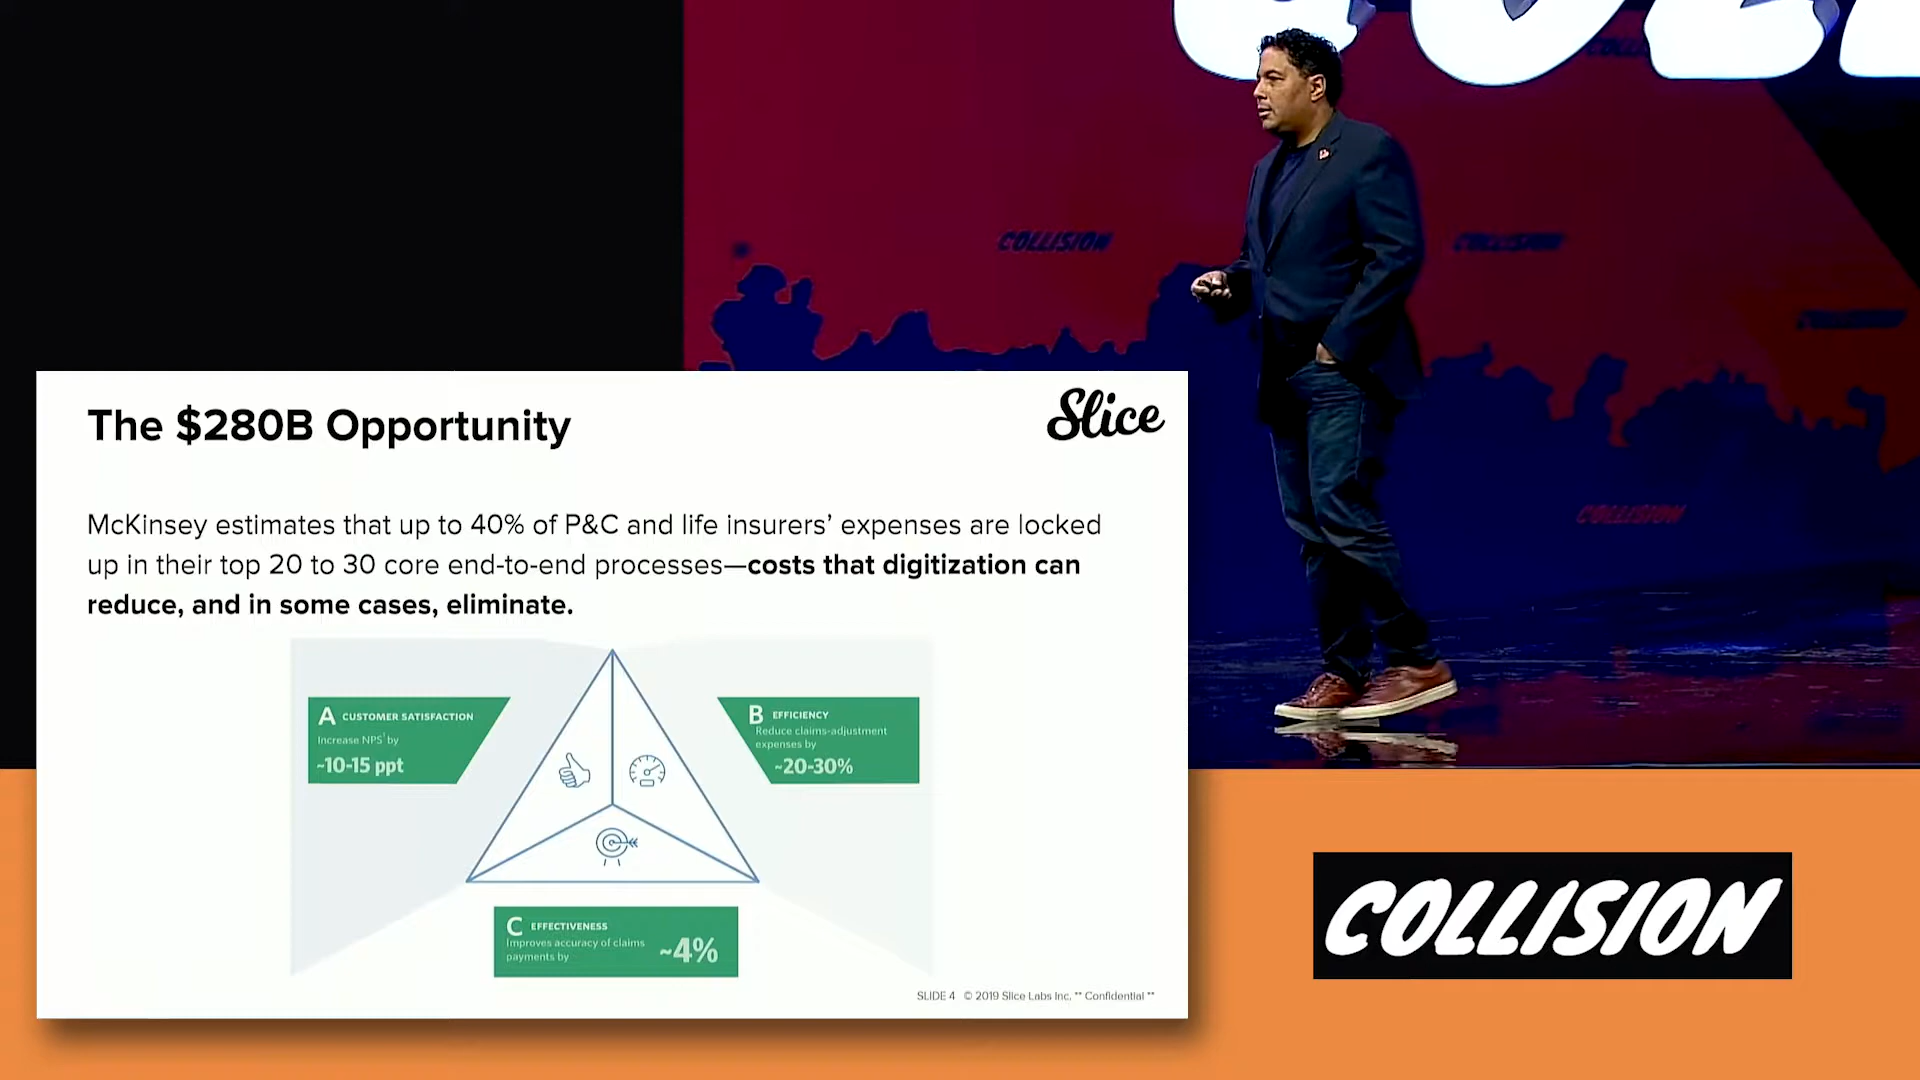 COLLISION
COLLISION
COLLISION
COLLISION
The $280B Opportunity
Slice
McKinsey estimates that up to 40% of P&C and life insurers’ expenses are locked
up in their top 20 to 30 core end-to-end processes—costs that digitization can
reduce, and in some cases, eliminate.
A CUSTOMER SATISFACTION
Increase NPS¹ by
~10-15 ppt
B EFFICIENCY
Reduce claims-adjustment
expenses by
~20-30%
C EFFECTIVENESS
Improves accuracy of claims
payments by
~4%
SLIDE 4 © 2019 Slice Labs Inc. ** Confidential **
COLLISION